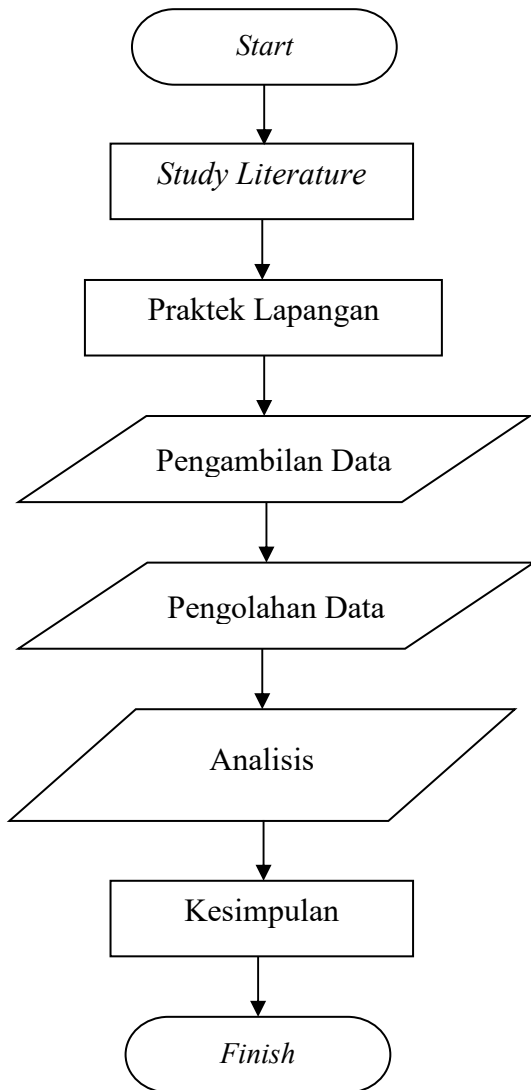 Start
Study Literature
Praktek Lapangan
Pengambilan Data
Pengolahan Data
Analisis
Kesimpulan
Finish